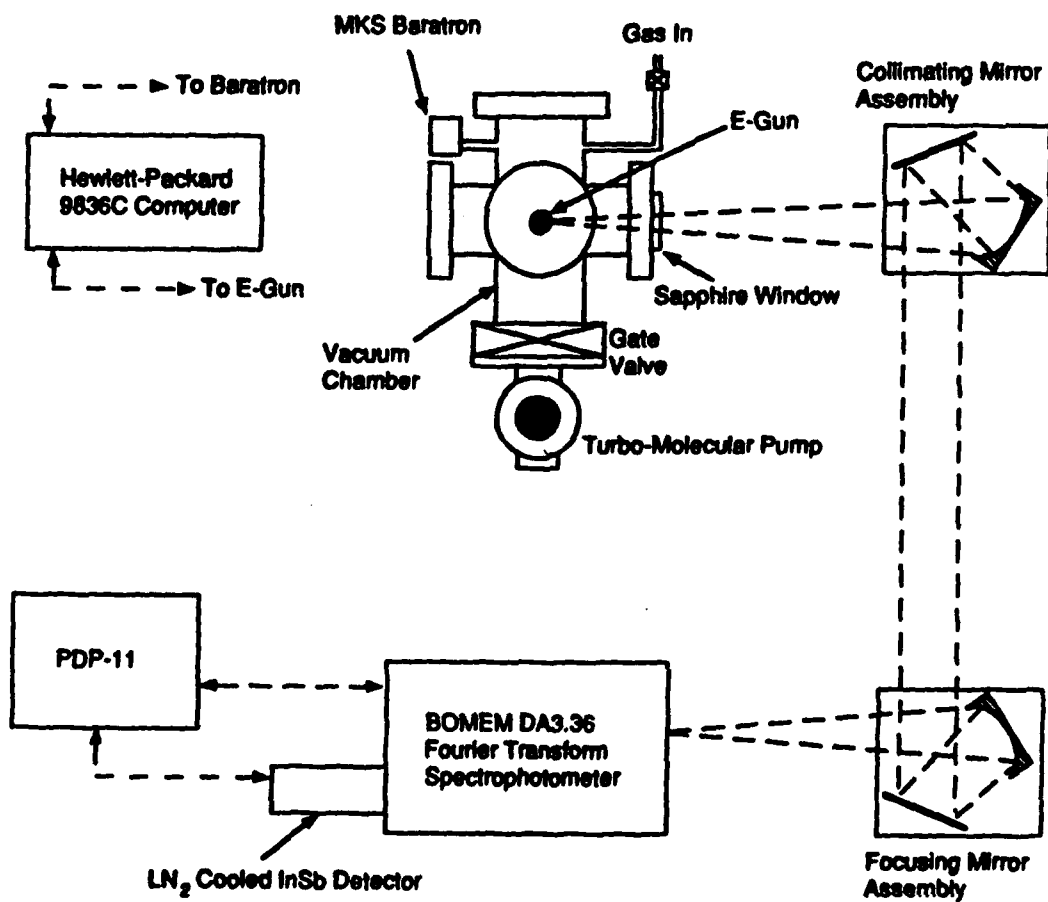 MKS Baratron
Gas In
Collimating Mirror
Assembly
To Baratron
E-Gun
Hewlett-Packard
9836C Computer
To E-Gun
Sapphire Window
Vacuum
Chamber
Gate
Valve
Turbo-Molecular Pump
PDP-11
BOMEM DA3.36
Fourier Transform
Spectrophotometer
LN2 Cooled InSb Detector
Focusing Mirror
Assembly